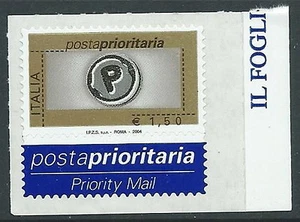 postaprioritaria
ITALIA
P
€ 1,50
I.P.Z.S. S.p.A. - ROMA - 2004
postaprioritaria
Priority Mail
IL FOGLI